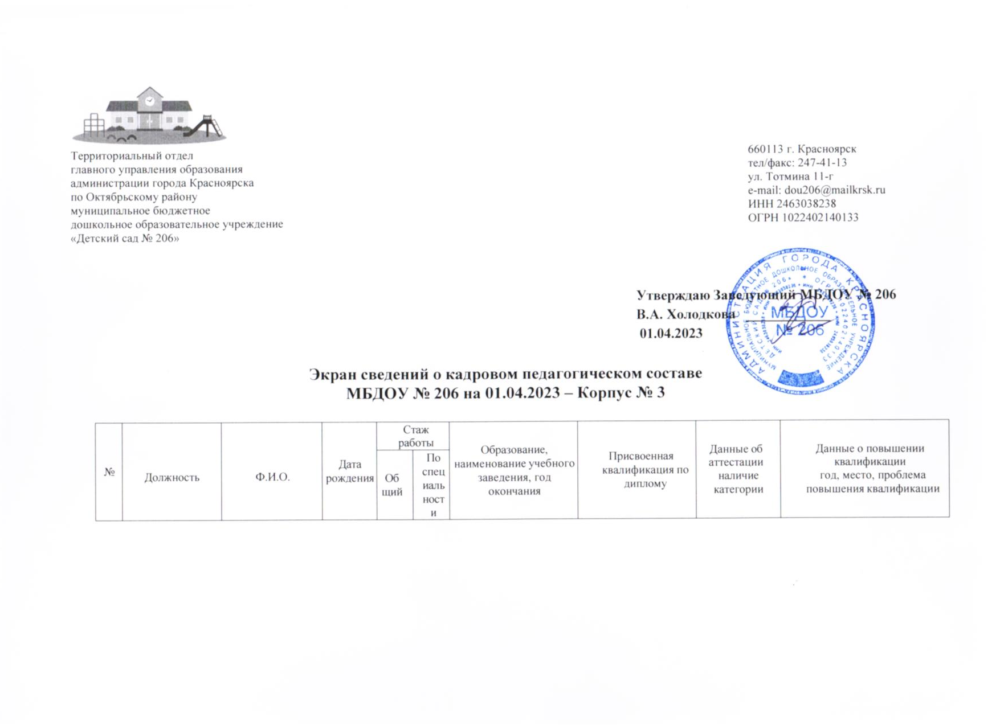 Территориальный отдел
главного управления образования
администрации города Красноярска
по Октябрьскому району
муниципальное бюджетное
дошкольное образовательное учреждение
«Детский сад № 206»
660113 г. Красноярск
тел/факс: 247-41-13
ул. Тотмина 11-г
e-mail: dou206@mailkrsk.ru
ИНН 2463038238
ОГРН 1022402140133
Утверждаю Заведующий МБДОУ № 206
В.А. Холодкова
01.04.2023
АДМИНИСТРАЦИЯ ГОРОДА КРАСНОЯРСКА
МУНИЦИПАЛЬНОЕ БЮДЖЕТНОЕ ДОШКОЛЬНОЕ ОБРАЗОВАТЕЛЬНОЕ УЧРЕЖДЕНИЕ
ДЕТСКИЙ САД № 206» * ОГРН 1022402140133
МБДОУ
№ 206
Экран сведений о кадровом педагогическом составе
МБДОУ № 206 на 01.04.2023 – Корпус № 3
№
Должность
Ф.И.О.
Дата
рождения
Стаж
работы
Об
щий
По
спец
иаль
ност
и
Образование,
наименование учебного
заведения, год
окончания
Присвоенная
квалификация по
диплому
Данные об
аттестации
наличие
категории
Данные о повышении
квалификации
год, место, проблема
повышения квалификации